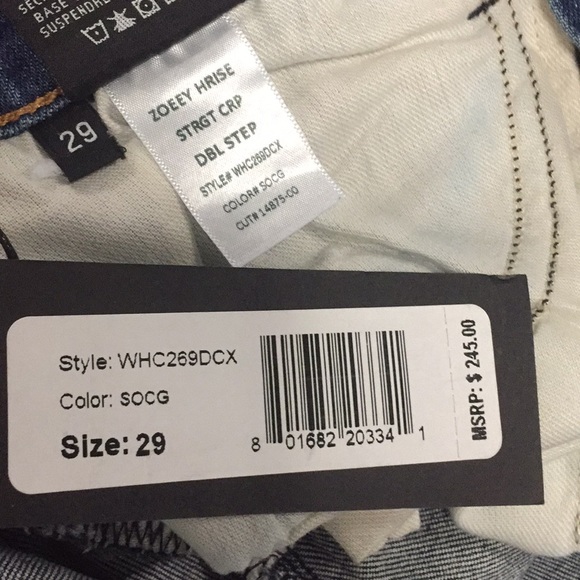 SUSPENDRE
29
ZOEEY HRISE
STRGT CRP
DBL STEP
STYLE# WHC269DCX
COLOR# SOCG
CUT# 14875-00
Style: WHC269DCX
Color: SOCG
Size: 29
8 01682 20334 1
MSRP: $ 245.00